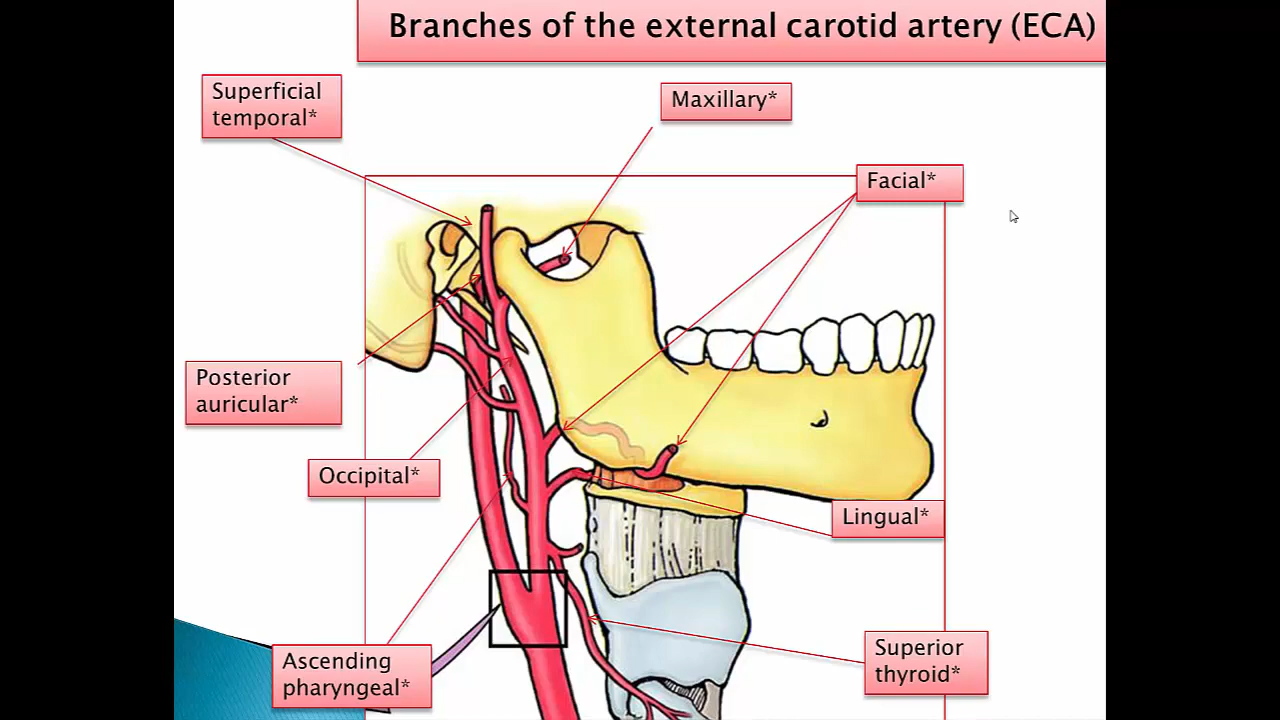 Branches of the external carotid artery (ECA)
Superficial
temporal*
Maxillary*
Facial*
Posterior
auricular*
Occipital*
Lingual*
Ascending
pharyngeal*
Superior
thyroid*